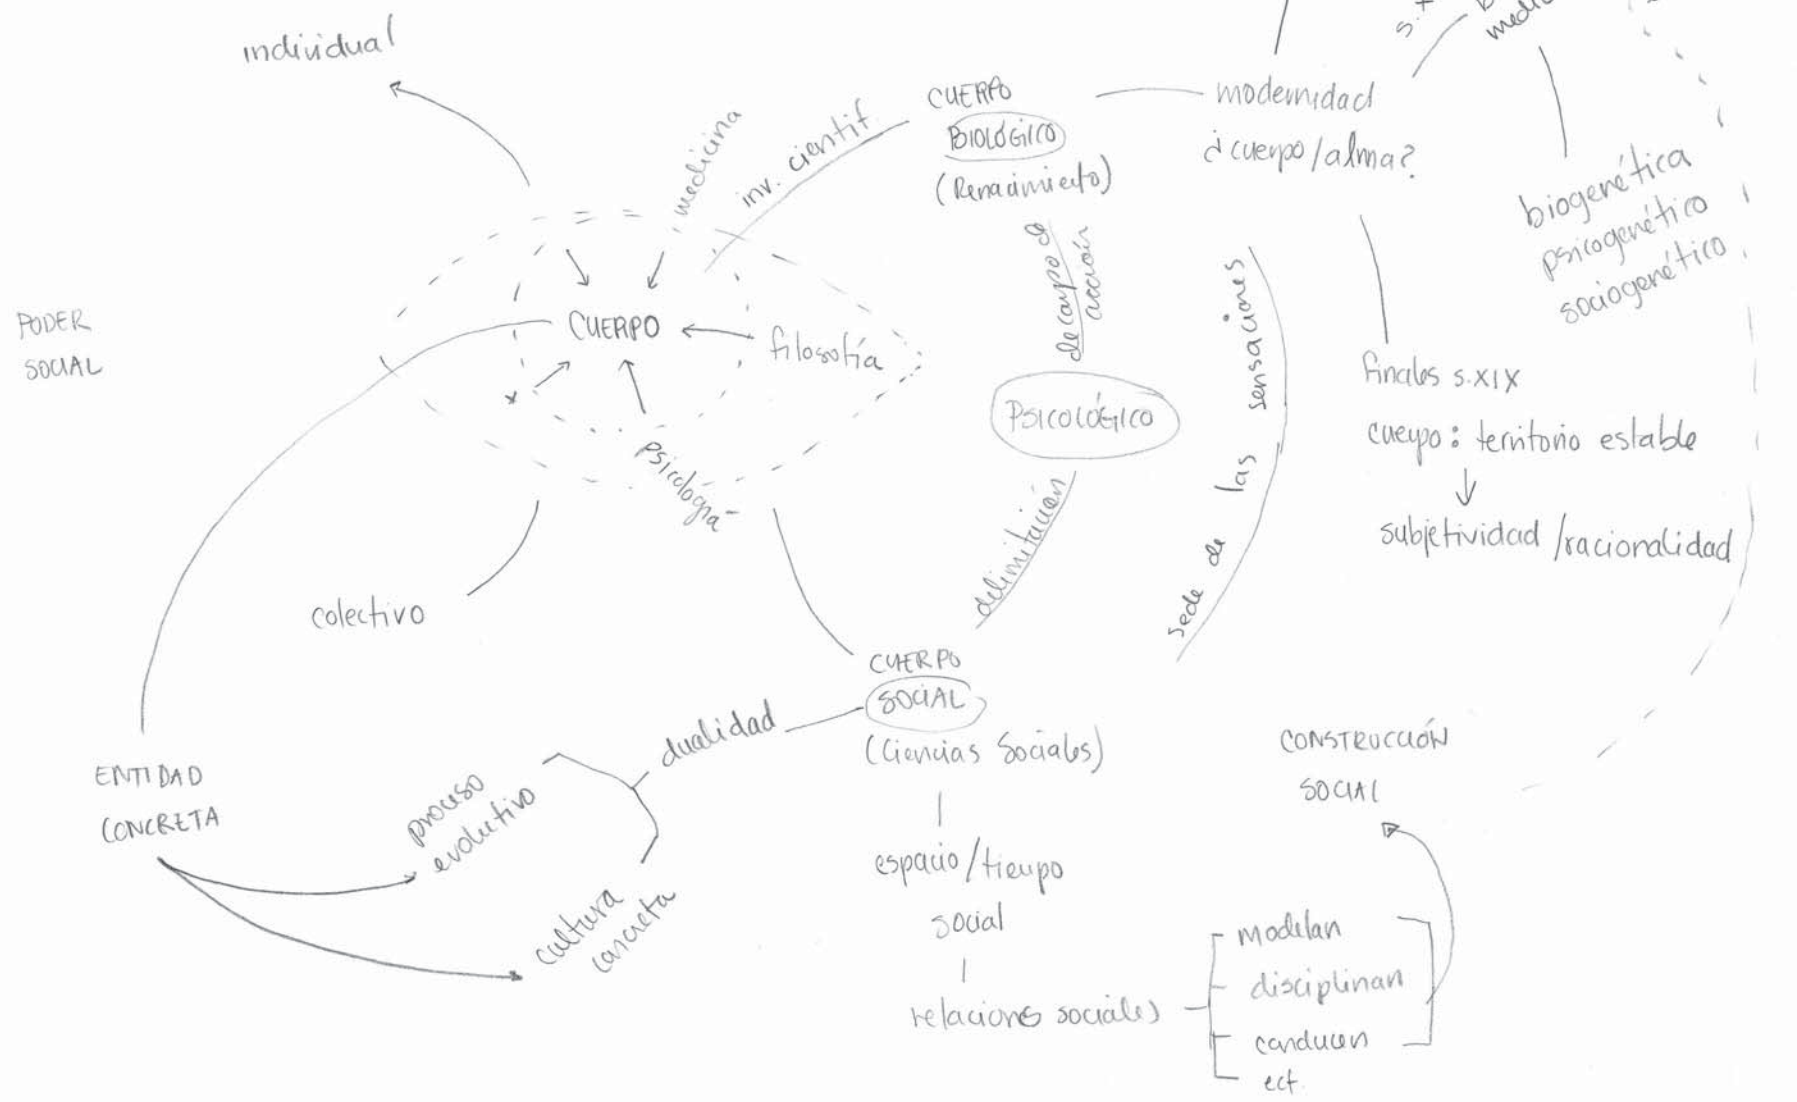 individual
medicina
inv. cientif.
CUERPO
BIOLÓGICO
(Renacimiento)
modernidad
¿cuerpo/alma?
s.X
biogenética
psicogenético
sociogenético
PODER
SOCIAL
CUERPO
filosofía
psicología
de campo de
acción
PSICOLÓGICO
delimitación
sede de las sensaciones
finales s.XIX
cuerpo: territorio estable
subjetividad /racionalidad
colectivo
CUERPO
SOCIAL
(Ciencias Sociales)
dualidad
ENTIDAD
CONCRETA
proceso
evolutivo
cultura
concreta
espacio/tiempo
social
relaciones sociales
modelan
disciplinan
conducen
ect.
CONSTRUCCIÓN
SOCIAL